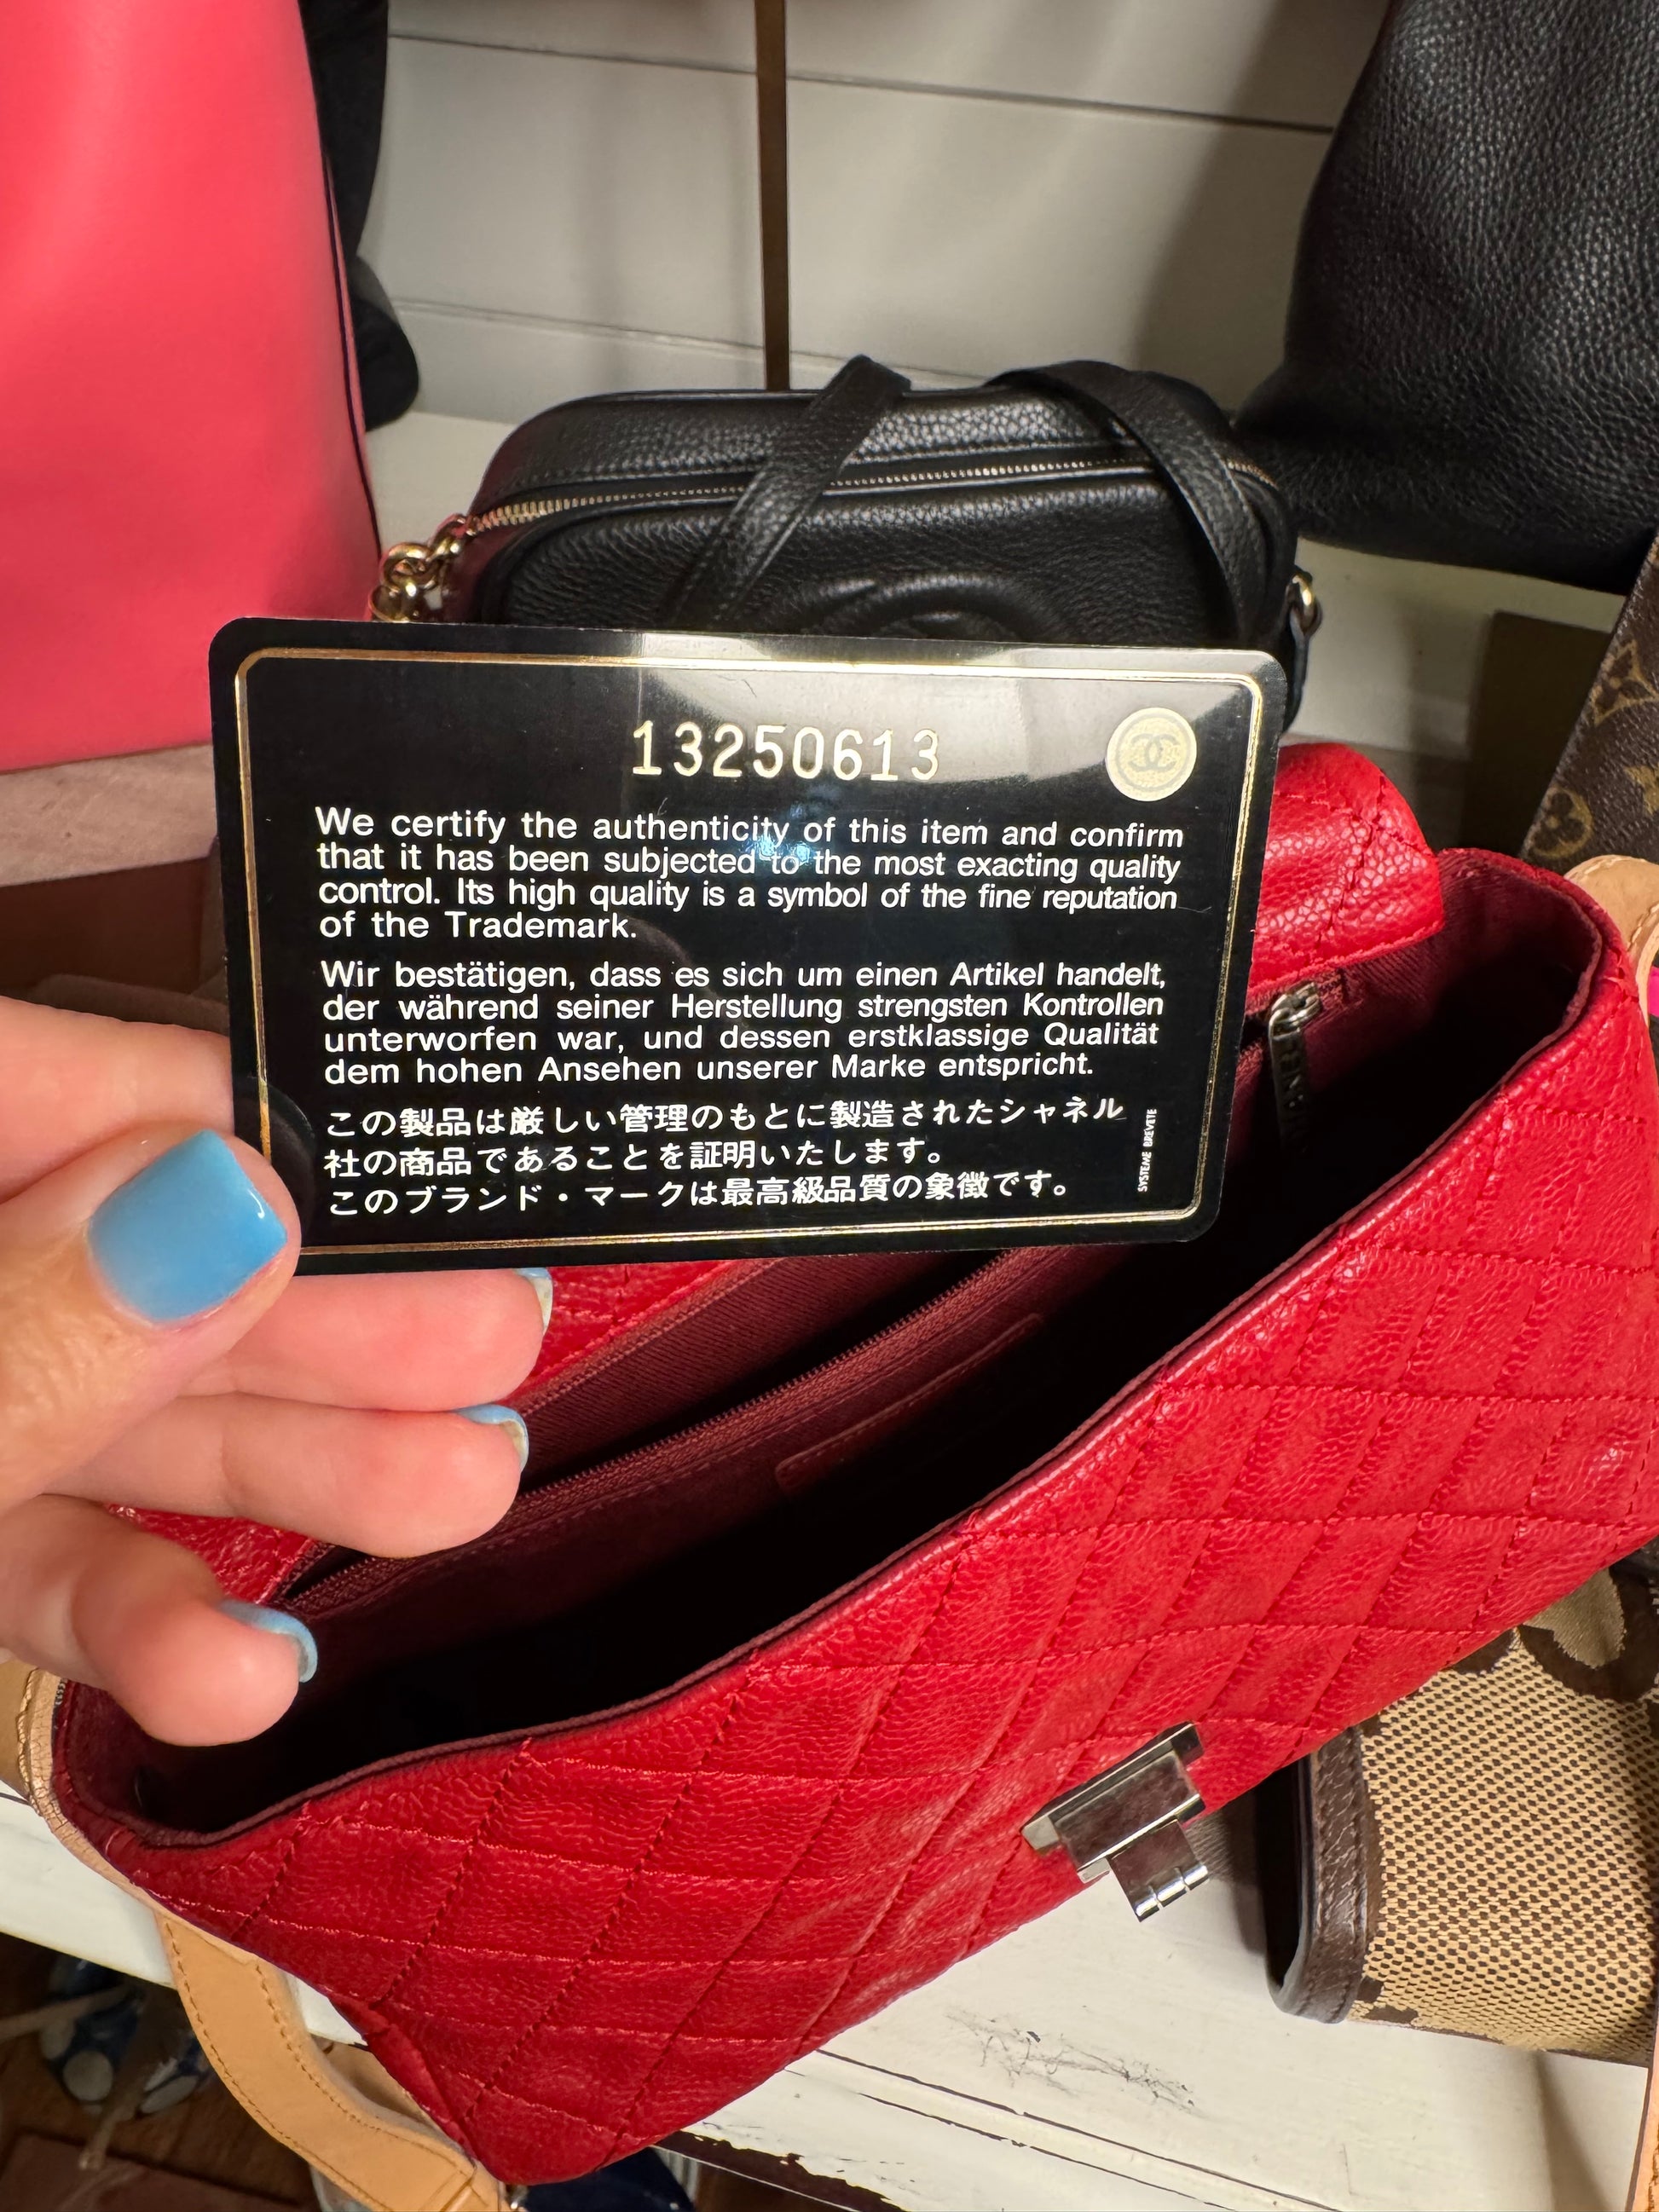 13250613
We certify the authenticity of this item and confirm
that it has been subjected to the most exacting quality
control. Its high quality is a symbol of the fine reputation
of the Trademark.
Wir bestätigen, dass es sich um einen Artikel handelt,
der während seiner Herstellung strengsten Kontrollen
unterworfen war, und dessen erstklassige Qualität
dem hohen Ansehen unserer Marke entspricht.
この製品は厳しい管理のもとに製造されたシャネル
社の商品であることを証明いたします。
このブランド・マークは最高級品質の象徴です。
SYSTEME BREVETE